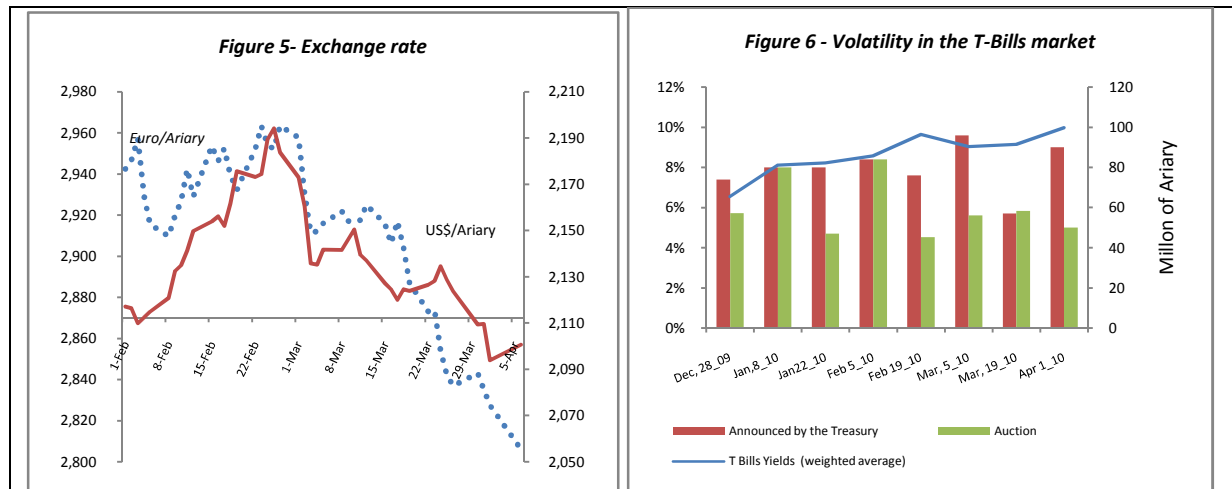 Figure 5- Exchange rate
2,980
2,960
2,940
2,920
2,900
2,880
2,860
2,840
2,820
2,800
2,210
2,190
2,170
2,150
2,130
2,110
2,090
2,070
2,050
Euro/Ariary
US$/Ariary
1-Feb
8-Feb
15-Feb
22-Feb
1-Mar
8-Mar
15-Mar
22-Mar
29-Mar
5-Apr
Figure 6 - Volatility in the T-Bills market
12%
10%
8%
6%
4%
2%
0%
120
100
80
60
40
20
0
Millon of Ariary
Dec, 28_09
Jan,8_10
Jan22_10
Feb 5_10
Feb 19_10
Mar, 5_10
Mar, 19_10
Apr 1_10
Announced by the Treasury
Auction
T Bills Yields (weighted average)